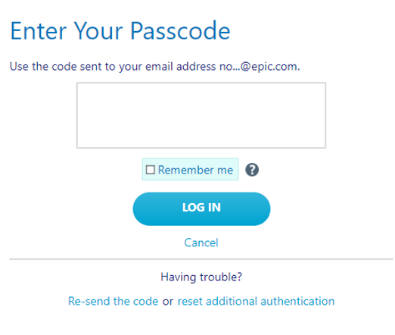 Enter Your Passcode
Use the code sent to your email address no...@epic.com.
Remember me ?
LOG IN
Cancel
Having trouble?
Re-send the code or reset additional authentication